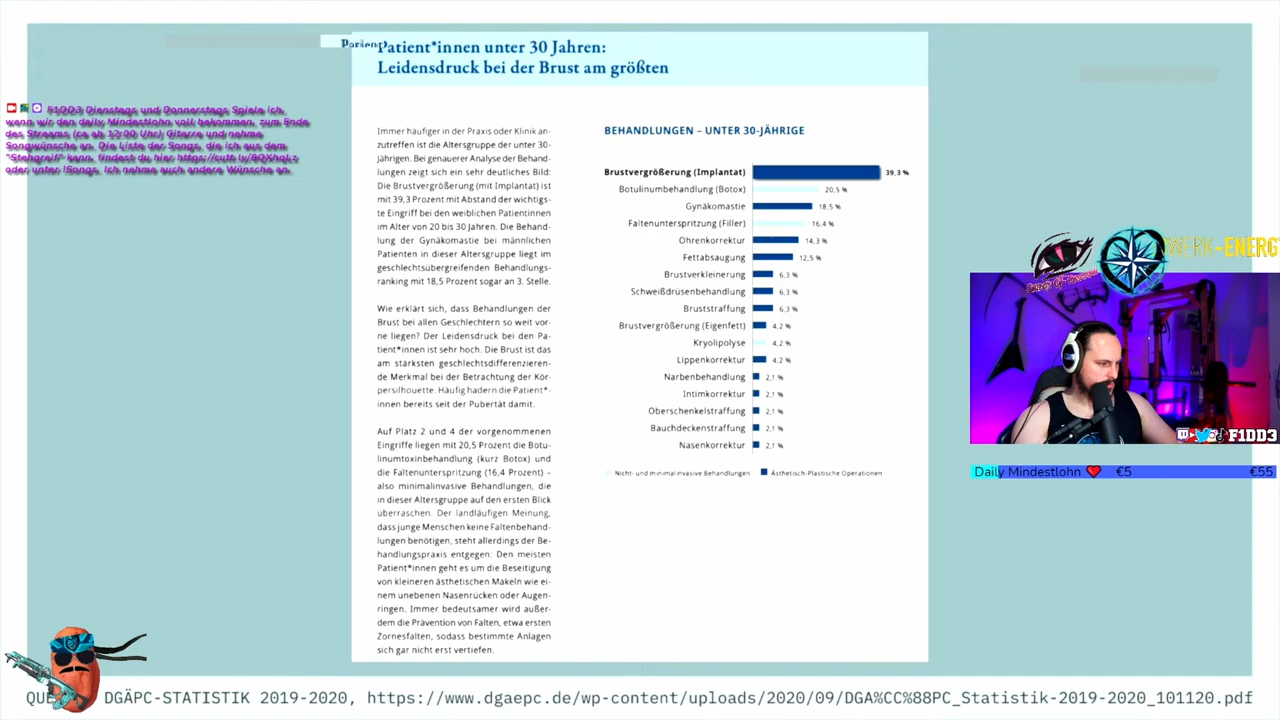 Patient*innen unter 30 Jahren:
Leidensdruck bei der Brust am größten
F1DD3 Dienstags und Donnerstags Spiele ich,
wenn wir den daily Mindestlohn voll bekommen, zum Ende
des Streams (ca ab 12:00 Uhr) Gitarre und nehme
Songwünsche an. Die Liste der Songs, die ich aus dem
"Stehgreif" kann, findest du hier https://cutt.ly/8QXhqLz
oder unter !Songs. Ich nehme auch andere Wünsche an.
Immer häufiger in der Praxis oder Klinik an-
zutreffen ist die Altersgruppe der unter 30-
Jährigen. Bei genauerer Analyse der Behand-
lungen zeigt sich ein sehr deutliches Bild:
Die Brustvergrößerung (mit Implantat) ist
mit 39,3 Prozent mit Abstand der wichtigs-
te Eingriff bei den weiblichen Patientinnen
im Alter von 20 bis 30 Jahren. Die Behand-
lung der Gynäkomastie bei männlichen
Patienten in dieser Altersgruppe liegt im
geschlechtsübergreifenden Behandlungs-
ranking mit 18,5 Prozent sogar an 3. Stelle.
Wie erklärt sich, dass Behandlungen der
Brust bei allen Geschlechtern so weit vor-
ne liegen? Der Leidensdruck bei den Pa-
tient*innen ist sehr hoch. Die Brust ist das
am stärksten geschlechtsdifferenzieren-
de Merkmal bei der Betrachtung der Kör-
persilhouette. Häufig hadern die Patient*-
innen bereits seit der Pubertät damit.
Auf Platz 2 und 4 der vorgenommenen
Eingriffe liegen mit 20,5 Prozent die Botu-
linumtoxinbehandlung (kurz Botox) und
die Faltenunterspritzung (16,4 Prozent) –
also minimalinvasive Behandlungen, die
in dieser Altersgruppe auf den ersten Blick
überraschen. Der landläufigen Meinung,
dass junge Menschen keine Faltenbehand-
lungen benötigen, steht allerdings der Be-
handlungspraxis entgegen: Den meisten
Patient*innen geht es um die Beseitigung
von kleineren ästhetischen Makeln wie ei-
nem unebenen Nasenrücken oder Augen-
ringen. Immer bedeutsamer wird außer-
dem die Prävention von Falten, etwa ersten
Zornesfalten, sodass bestimmte Anlagen
sich gar nicht erst vertiefen.
BEHANDLUNGEN – UNTER 30-JÄHRIGE
Brustvergrößerung (Implantat) 39,3 %
Botulinumbehandlung (Botox) 20,5 %
Gynäkomastie 18,5 %
Faltenunterspritzung (Filler) 16,4 %
Ohrenkorrektur 14,3 %
Fettabsaugung 12,5 %
Brustverkleinerung 6,3 %
Schweißdrüsenbehandlung 6,3 %
Bruststraffung 6,3 %
Brustvergrößerung (Eigenfett) 4,2 %
Kryolipolyse 4,2 %
Lippenkorrektur 4,2 %
Narbenbehandlung 2,1 %
Intimkorrektur 2,1 %
Oberschenkelstraffung 2,1 %
Bauchdeckenstraffung 2,1 %
Nasenkorrektur 2,1 %
Nicht- und minimalinvasive Behandlungen Ästhetisch-Plastische Operationen
WERK-ENERG
F1DD3
Daily Mindestlohn €5 €55
DGÄPC-STATISTIK 2019-2020, https://www.dgaepc.de/wp-content/uploads/2020/09/DGA%CC%88PC_Statistik-2019-2020_101120.pdf